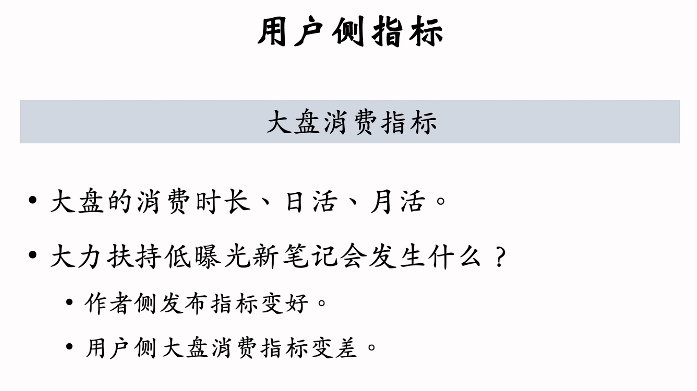 用户侧指标
大盘消费指标
• 大盘的消费时长、日活、月活。
• 大力扶持低曝光新笔记会发生什么？
• 作者侧发布指标变好。
• 用户侧大盘消费指标变差。